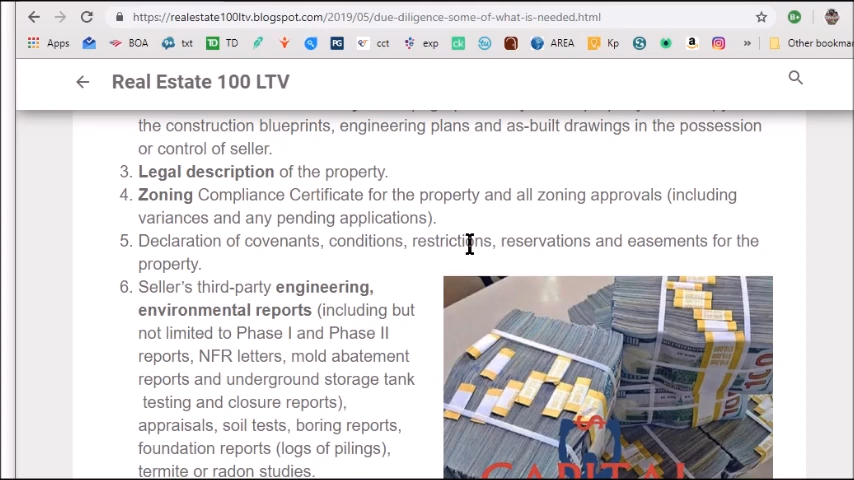 https://realestate100ltv.blogspot.com/2019/05/due-diligence-some-of-what-is-needed.html
Apps BOA txt TD cct exp AREA Kp » Other bookmar
Real Estate 100 LTV
the construction blueprints, engineering plans and as-built drawings in the possession
or control of seller.
3. Legal description of the property.
4. Zoning Compliance Certificate for the property and all zoning approvals (including
variances and any pending applications).
5. Declaration of covenants, conditions, restrictions, reservations and easements for the
property.
6. Seller's third-party engineering,
environmental reports (including but
not limited to Phase I and Phase II
reports, NFR letters, mold abatement
reports and underground storage tank
testing and closure reports),
appraisals, soil tests, boring reports,
foundation reports (logs of pilings),
termite or radon studies.
CAPITAL